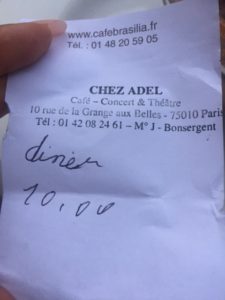 www.cafebrasilia.fr
Tél. : 01 48 20 59 05
CHEZ ADEL
Café – Concert & Théâtre
10 rue de la Grange aux Belles - 75010 Paris
Tél : 01 42 08 24 61 – M° J - Bonsergent
diner
10,00